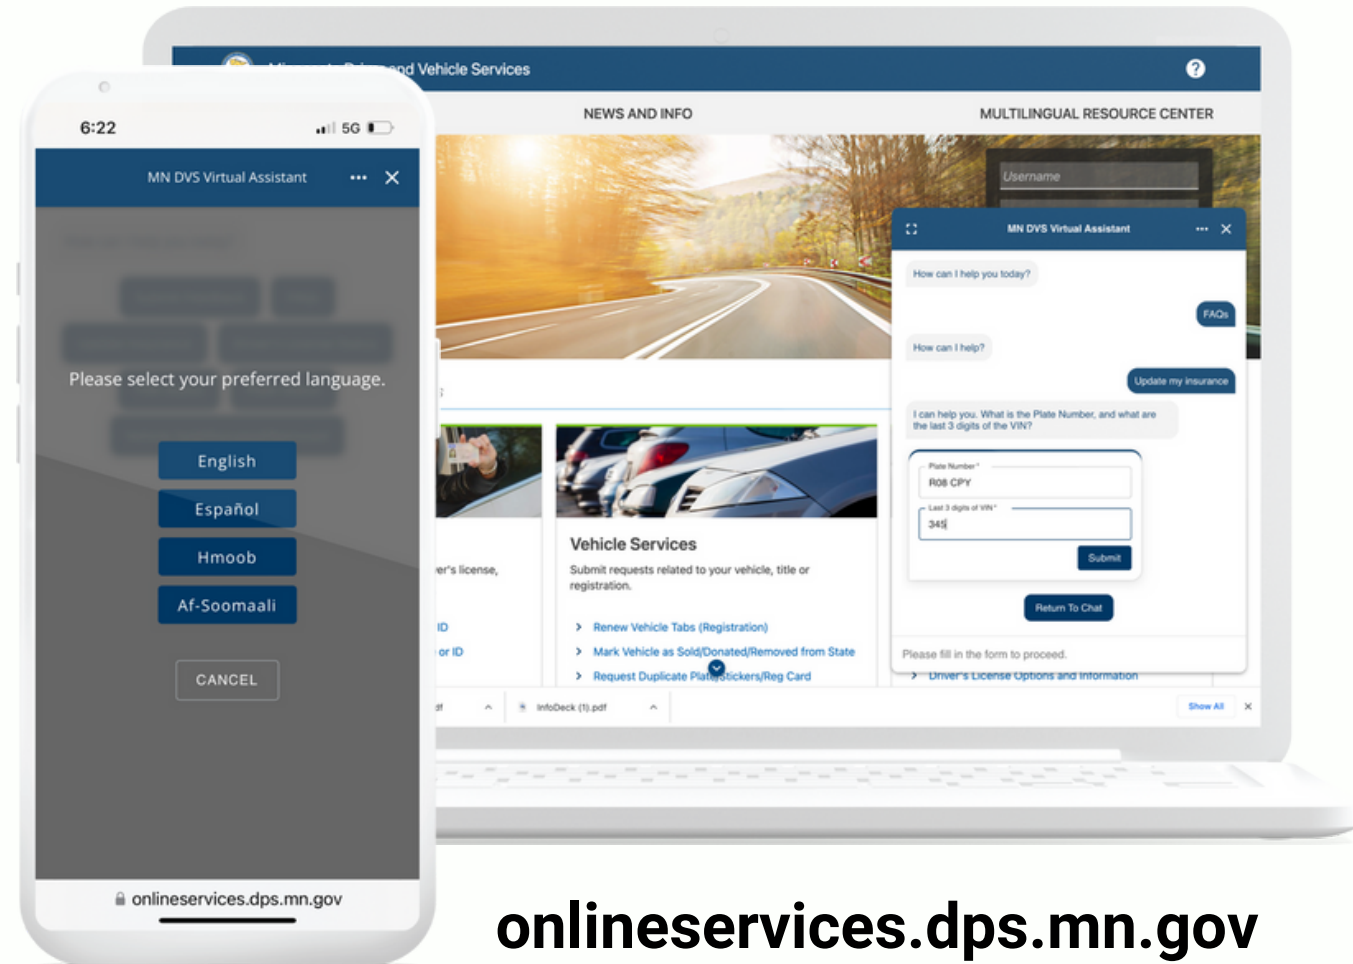 6:22
5G
MN DVS Virtual Assistant
Please select your preferred language.
English
Español
Hmoob
Af-Soomaali
CANCEL
onlineservices.dps.mn.gov
and Vehicle Services
NEWS AND INFO
MULTILINGUAL RESOURCE CENTER
Username
MN DVS Virtual Assistant
How can I help you today?
FAQs
How can I help?
Update my insurance
I can help you. What is the Plate Number, and what are
the last 3 digits of the VIN?
Plate Number*
R08 CPY
Last 3 digits of VIN*
345
Submit
Return To Chat
Please fill in the form to proceed.
er's license,
ID
or ID
Vehicle Services
Submit requests related to your vehicle, title or
registration.
Renew Vehicle Tabs (Registration)
Mark Vehicle as Sold/Donated/Removed from State
Request Duplicate Plate/Stickers/Reg Card
Driver's License Options and Information
df
InfoDeck (1).pdf
Show All
onlineservices.dps.mn.gov